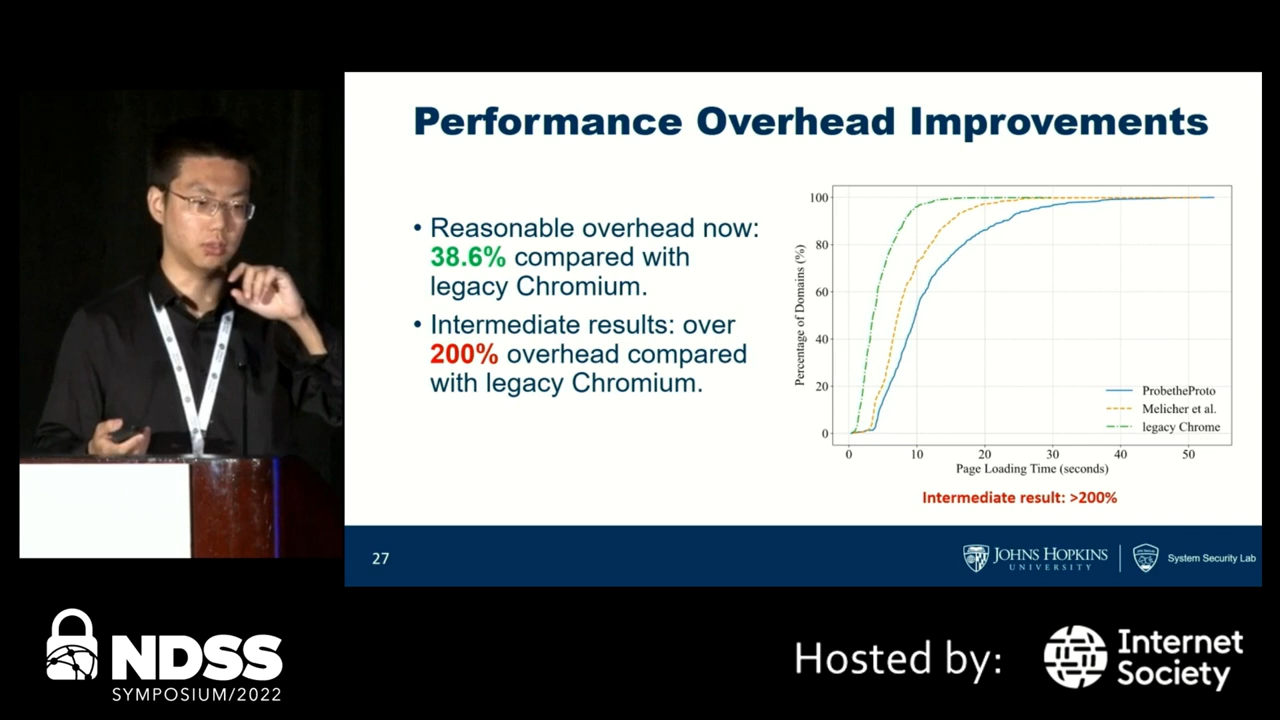 Performance Overhead Improvements
• Reasonable overhead now:
38.6% compared with
legacy Chromium.
• Intermediate results: over
200% overhead compared
with legacy Chromium.
100
80
60
40
20
0
Percentage of Domains (%)
ProbetheProto
Melicher et al.
legacy Chrome
0 10 20 30 40 50
Page Loading Time (seconds)
Intermediate result: >200%
27
JOHNS HOPKINS
UNIVERSITY
System Security Lab
NDSS
SYMPOSIUM/2022
Hosted by:
Internet
Society